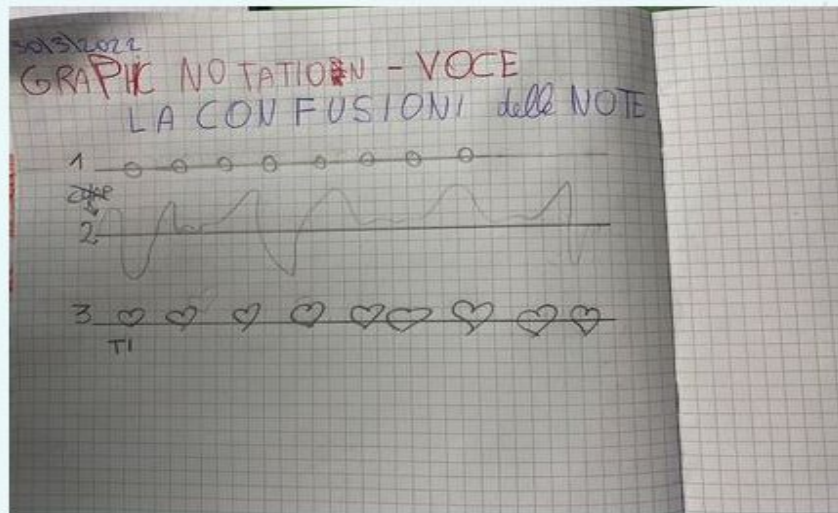 30/3/2022
GRAPHIC NOTATION - VOCE
LA CONFUSIONI delle NOTE
1
2
3
TI